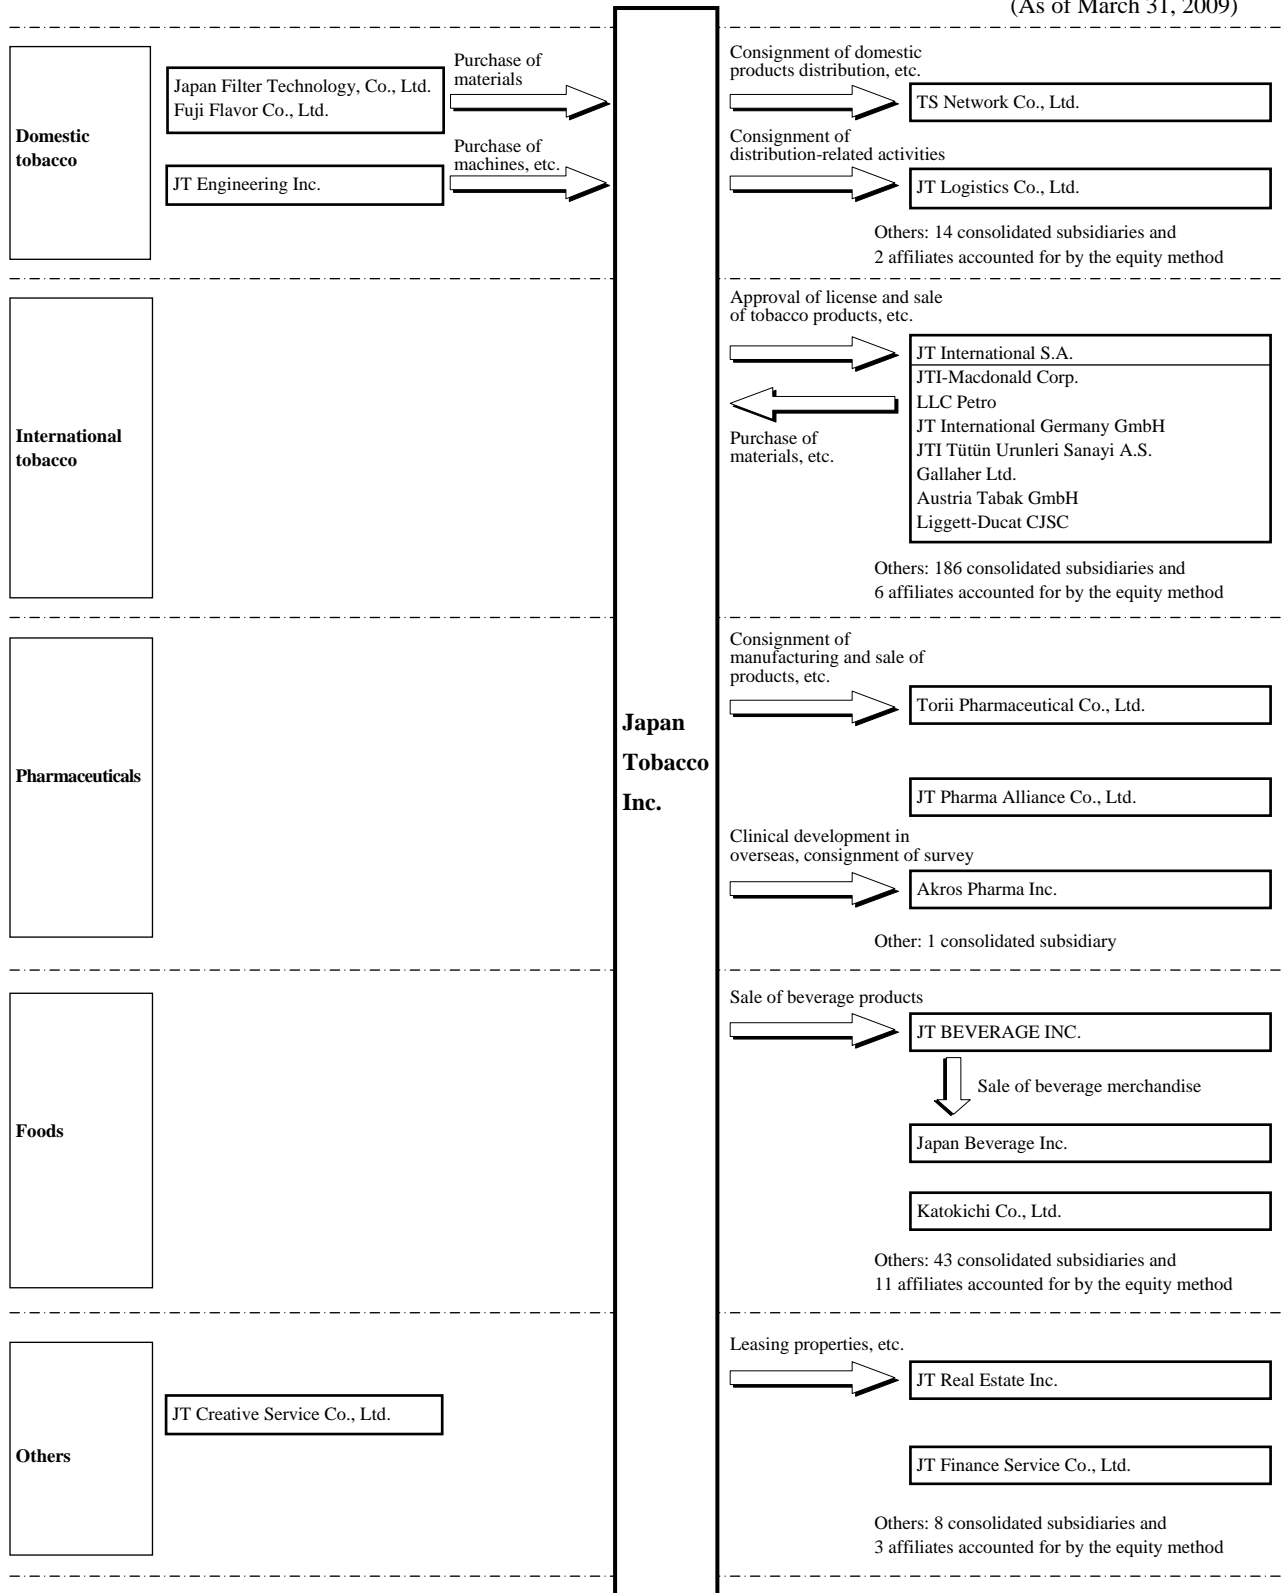 (As of March 31, 2009)
Domestic
tobacco
Japan Filter Technology, Co., Ltd.
Fuji Flavor Co., Ltd.
Purchase of
materials
JT Engineering Inc.
Purchase of
machines, etc.
Consignment of domestic
products distribution, etc.
TS Network Co., Ltd.
Consignment of
distribution-related activities
JT Logistics Co., Ltd.
Others: 14 consolidated subsidiaries and
2 affiliates accounted for by the equity method
International
tobacco
Approval of license and sale
of tobacco products, etc.
JT International S.A.
JTI-Macdonald Corp.
LLC Petro
JT International Germany GmbH
JTI Tütün Urunleri Sanayi A.S.
Gallaher Ltd.
Austria Tabak GmbH
Liggett-Ducat CJSC
Purchase of
materials, etc.
Others: 186 consolidated subsidiaries and
6 affiliates accounted for by the equity method
Japan
Tobacco
Inc.
Pharmaceuticals
Consignment of
manufacturing and sale of
products, etc.
Torii Pharmaceutical Co., Ltd.
JT Pharma Alliance Co., Ltd.
Clinical development in
overseas, consignment of survey
Akros Pharma Inc.
Other: 1 consolidated subsidiary
Foods
Sale of beverage products
JT BEVERAGE INC.
Sale of beverage merchandise
Japan Beverage Inc.
Katokichi Co., Ltd.
Others: 43 consolidated subsidiaries and
11 affiliates accounted for by the equity method
Others
JT Creative Service Co., Ltd.
Leasing properties, etc.
JT Real Estate Inc.
JT Finance Service Co., Ltd.
Others: 8 consolidated subsidiaries and
3 affiliates accounted for by the equity method